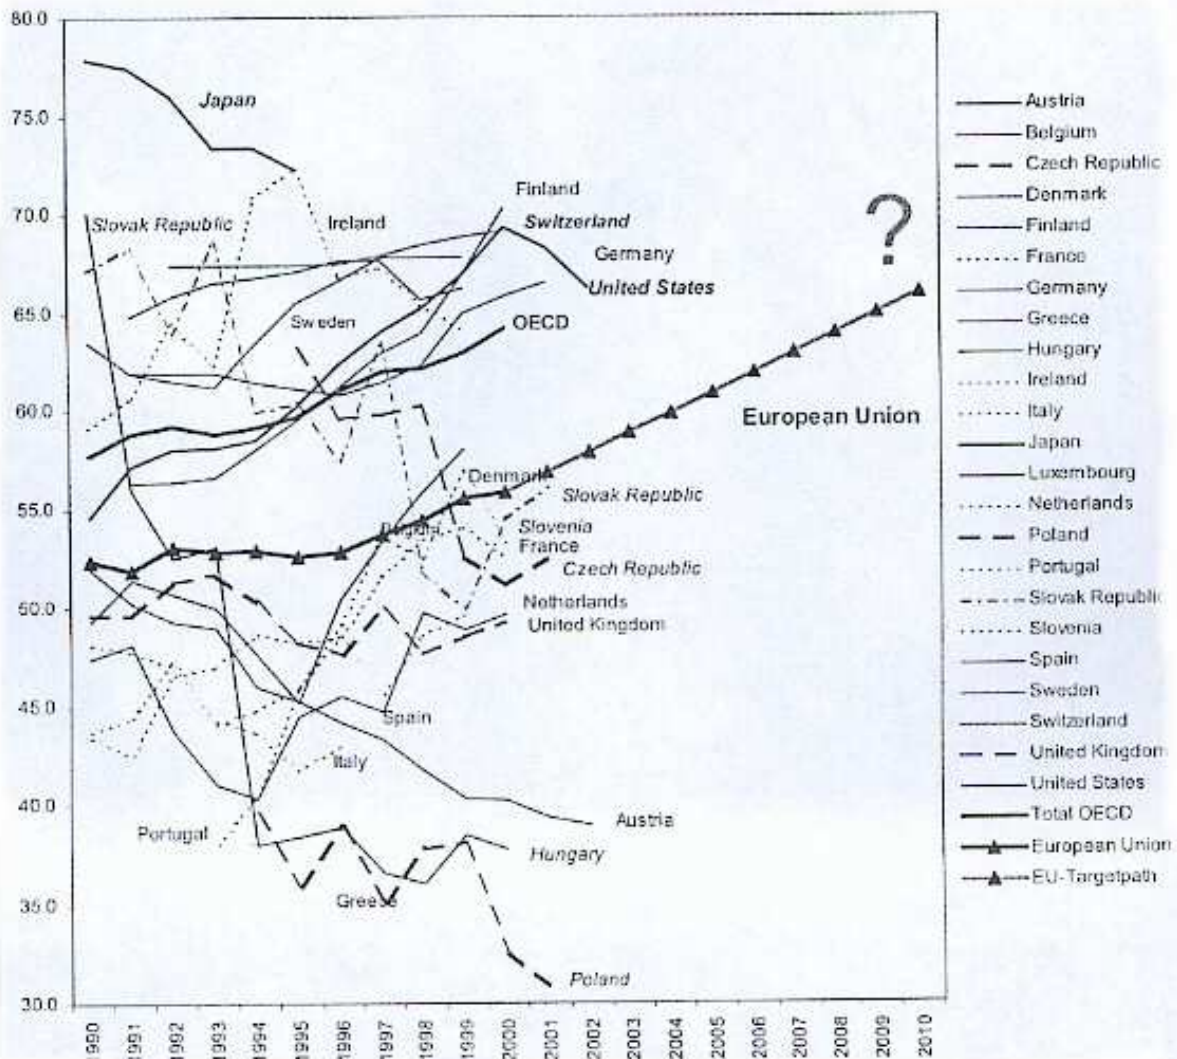 80.0
75.0
70.0
65.0
60.0
55.0
50.0
45.0
40.0
35.0
30.0
Japan
Slovak Republic
Ireland
Finland
Switzerland
Germany
United States
Sweden
OECD
?
European Union
Denmark
Slovak Republic
Slovenia
France
Czech Republic
Netherlands
United Kingdom
Spain
Italy
Portugal
Austria
Hungary
Greece
Poland
1990
1991
1992
1993
1994
1995
1996
1997
1998
1999
2000
2001
2002
2003
2004
2005
2006
2007
2008
2009
2010
Austria
Belgium
Czech Republic
Denmark
Finland
France
Germany
Greece
Hungary
Ireland
Italy
Japan
Luxembourg
Netherlands
Poland
Portugal
Slovak Republic
Slovenia
Spain
Sweden
Switzerland
United Kingdom
United States
Total OECD
European Union
EU-Targetpath